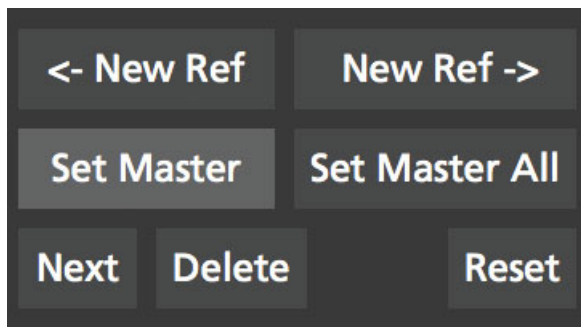 <- New Ref New Ref ->
Set Master Set Master All
Next Delete Reset